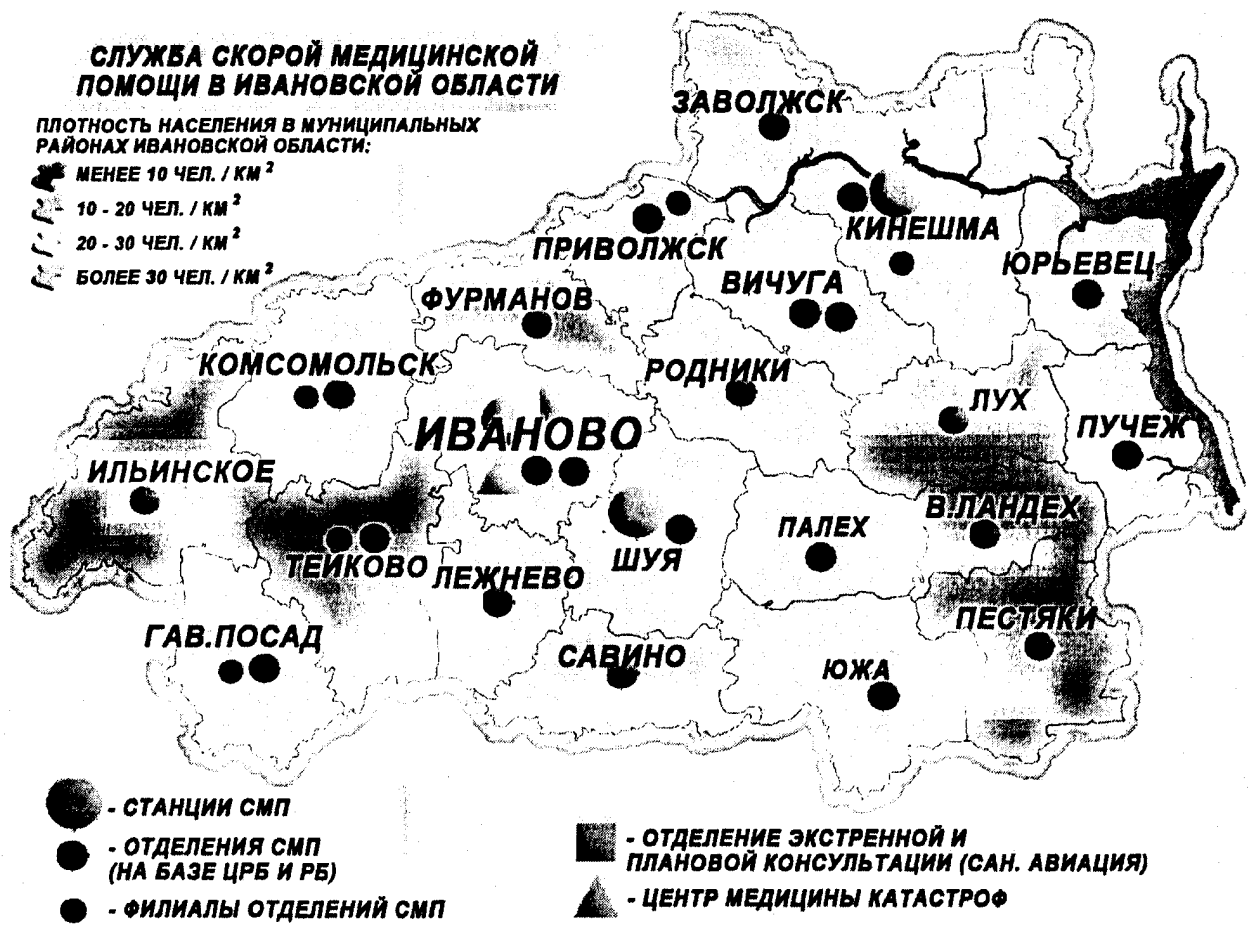 СЛУЖБА СКОРОЙ МЕДИЦИНСКОЙ
ПОМОЩИ В ИВАНОВСКОЙ ОБЛАСТИ
ПЛОТНОСТЬ НАСЕЛЕНИЯ В МУНИЦИПАЛЬНЫХ
РАЙОНАХ ИВАНОВСКОЙ ОБЛАСТИ:
МЕНЕЕ 10 ЧЕЛ. / КМ²
10 - 20 ЧЕЛ. / КМ²
20 - 30 ЧЕЛ. / КМ²
БОЛЕЕ 30 ЧЕЛ. / КМ²
ЗАВОЛЖСК
КИНЕШМА
ПРИВОЛЖСК
ЮРЬЕВЕЦ
ВИЧУГА
ФУРМАНОВ
КОМСОМОЛЬСК
РОДНИКИ
ЛУХ
ИВАНОВО
ПУЧЕЖ
ИЛЬИНСКОЕ
В.ЛАНДЕХ
ПАЛЕХ
ШУЯ
ТЕЙКОВО
ЛЕЖНЕВО
ПЕСТЯКИ
ГАВ.ПОСАД
САВИНО
ЮЖА
- СТАНЦИИ СМП
- ОТДЕЛЕНИЯ СМП
(НА БАЗЕ ЦРБ И РБ)
- ФИЛИАЛЫ ОТДЕЛЕНИЙ СМП
- ОТДЕЛЕНИЕ ЭКСТРЕННОЙ И
ПЛАНОВОЙ КОНСУЛЬТАЦИИ (САН. АВИАЦИЯ)
- ЦЕНТР МЕДИЦИНЫ КАТАСТРОФ